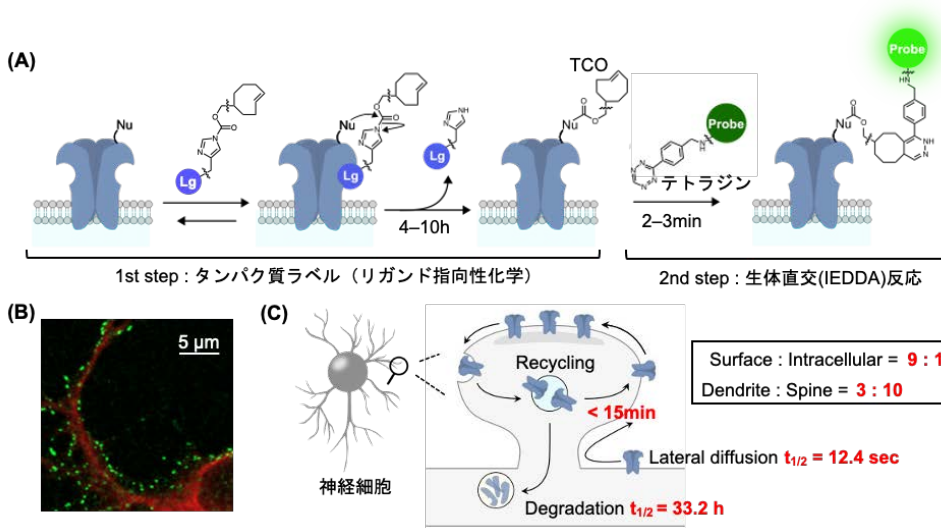 (A)
TCO
Probe
Nu
Nu
Nu
Nu
Lg
Lg
Lg
Probe
テトラジン
4–10h
2–3min
1st step : タンパク質ラベル（リガンド指向性化学）
2nd step : 生体直交(IEDDA)反応
(B)
5 µm
(C)
神経細胞
Recycling
< 15min
Surface : Intracellular = 9 : 1
Dendrite : Spine = 3 : 10
Lateral diffusion t1/2 = 12.4 sec
Degradation t1/2 = 33.2 h